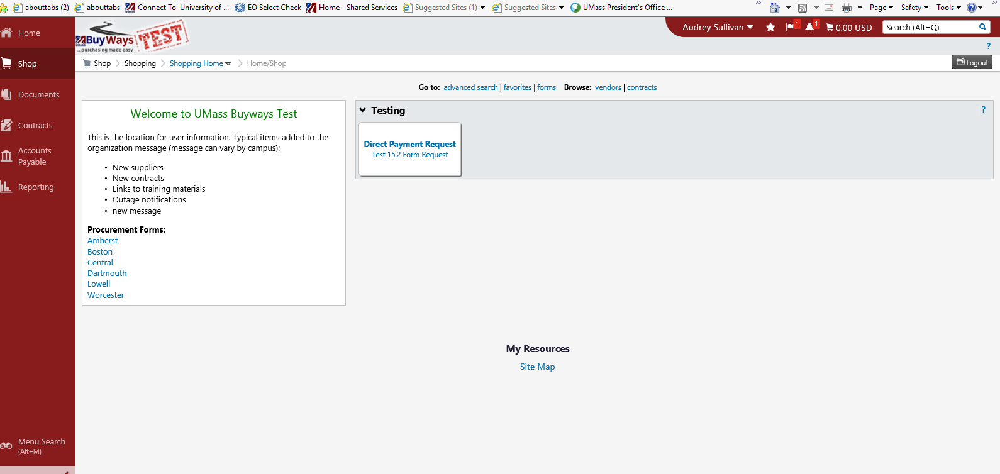 abouttabs (2) abouttabs Connect To University of ... EO Select Check Home - Shared Services Suggested Sites (1) Suggested Sites UMass President's Office ... Page Safety Tools
Home
Shop
Documents
Contracts
Accounts
Payable
Reporting
Menu Search
(Alt+M)
UMASS BuyWays
...purchasing made easy
TEST
Audrey Sullivan 1 1 0.00 USD Search (Alt+Q)
?
Shop Shopping Shopping Home Home/Shop Logout
Go to: advanced search | favorites | forms Browse: vendors | contracts
Welcome to UMass Buyways Test
This is the location for user information. Typical items added to the
organization message (message can vary by campus):
• New suppliers
• New contracts
• Links to training materials
• Outage notifications
• new message
Procurement Forms:
Amherst
Boston
Central
Dartmouth
Lowell
Worcester
Testing ?
Direct Payment Request
Test 15.2 Form Request
My Resources
Site Map